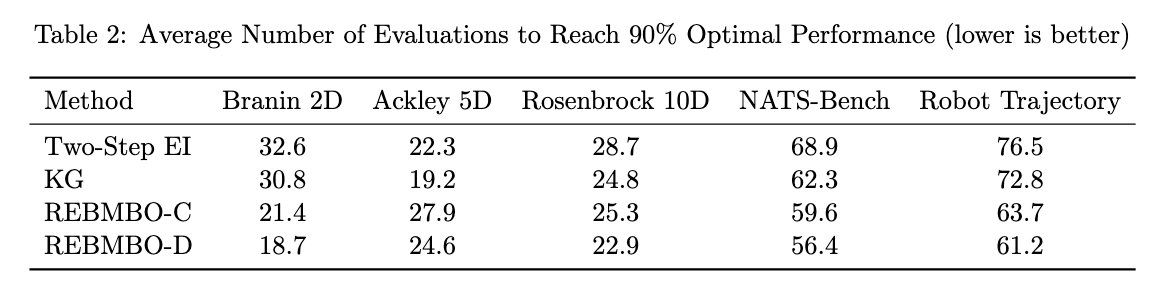 Table 2: Average Number of Evaluations to Reach 90% Optimal Performance (lower is better)
Method Branin 2D Ackley 5D Rosenbrock 10D NATS-Bench Robot Trajectory
Two-Step EI 32.6 22.3 28.7 68.9 76.5
KG 30.8 19.2 24.8 62.3 72.8
REBMBO-C 21.4 27.9 25.3 59.6 63.7
REBMBO-D 18.7 24.6 22.9 56.4 61.2